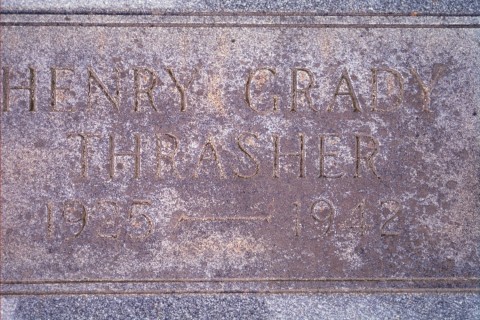 HENRY GRADY
THRASHER
1925 — 1942